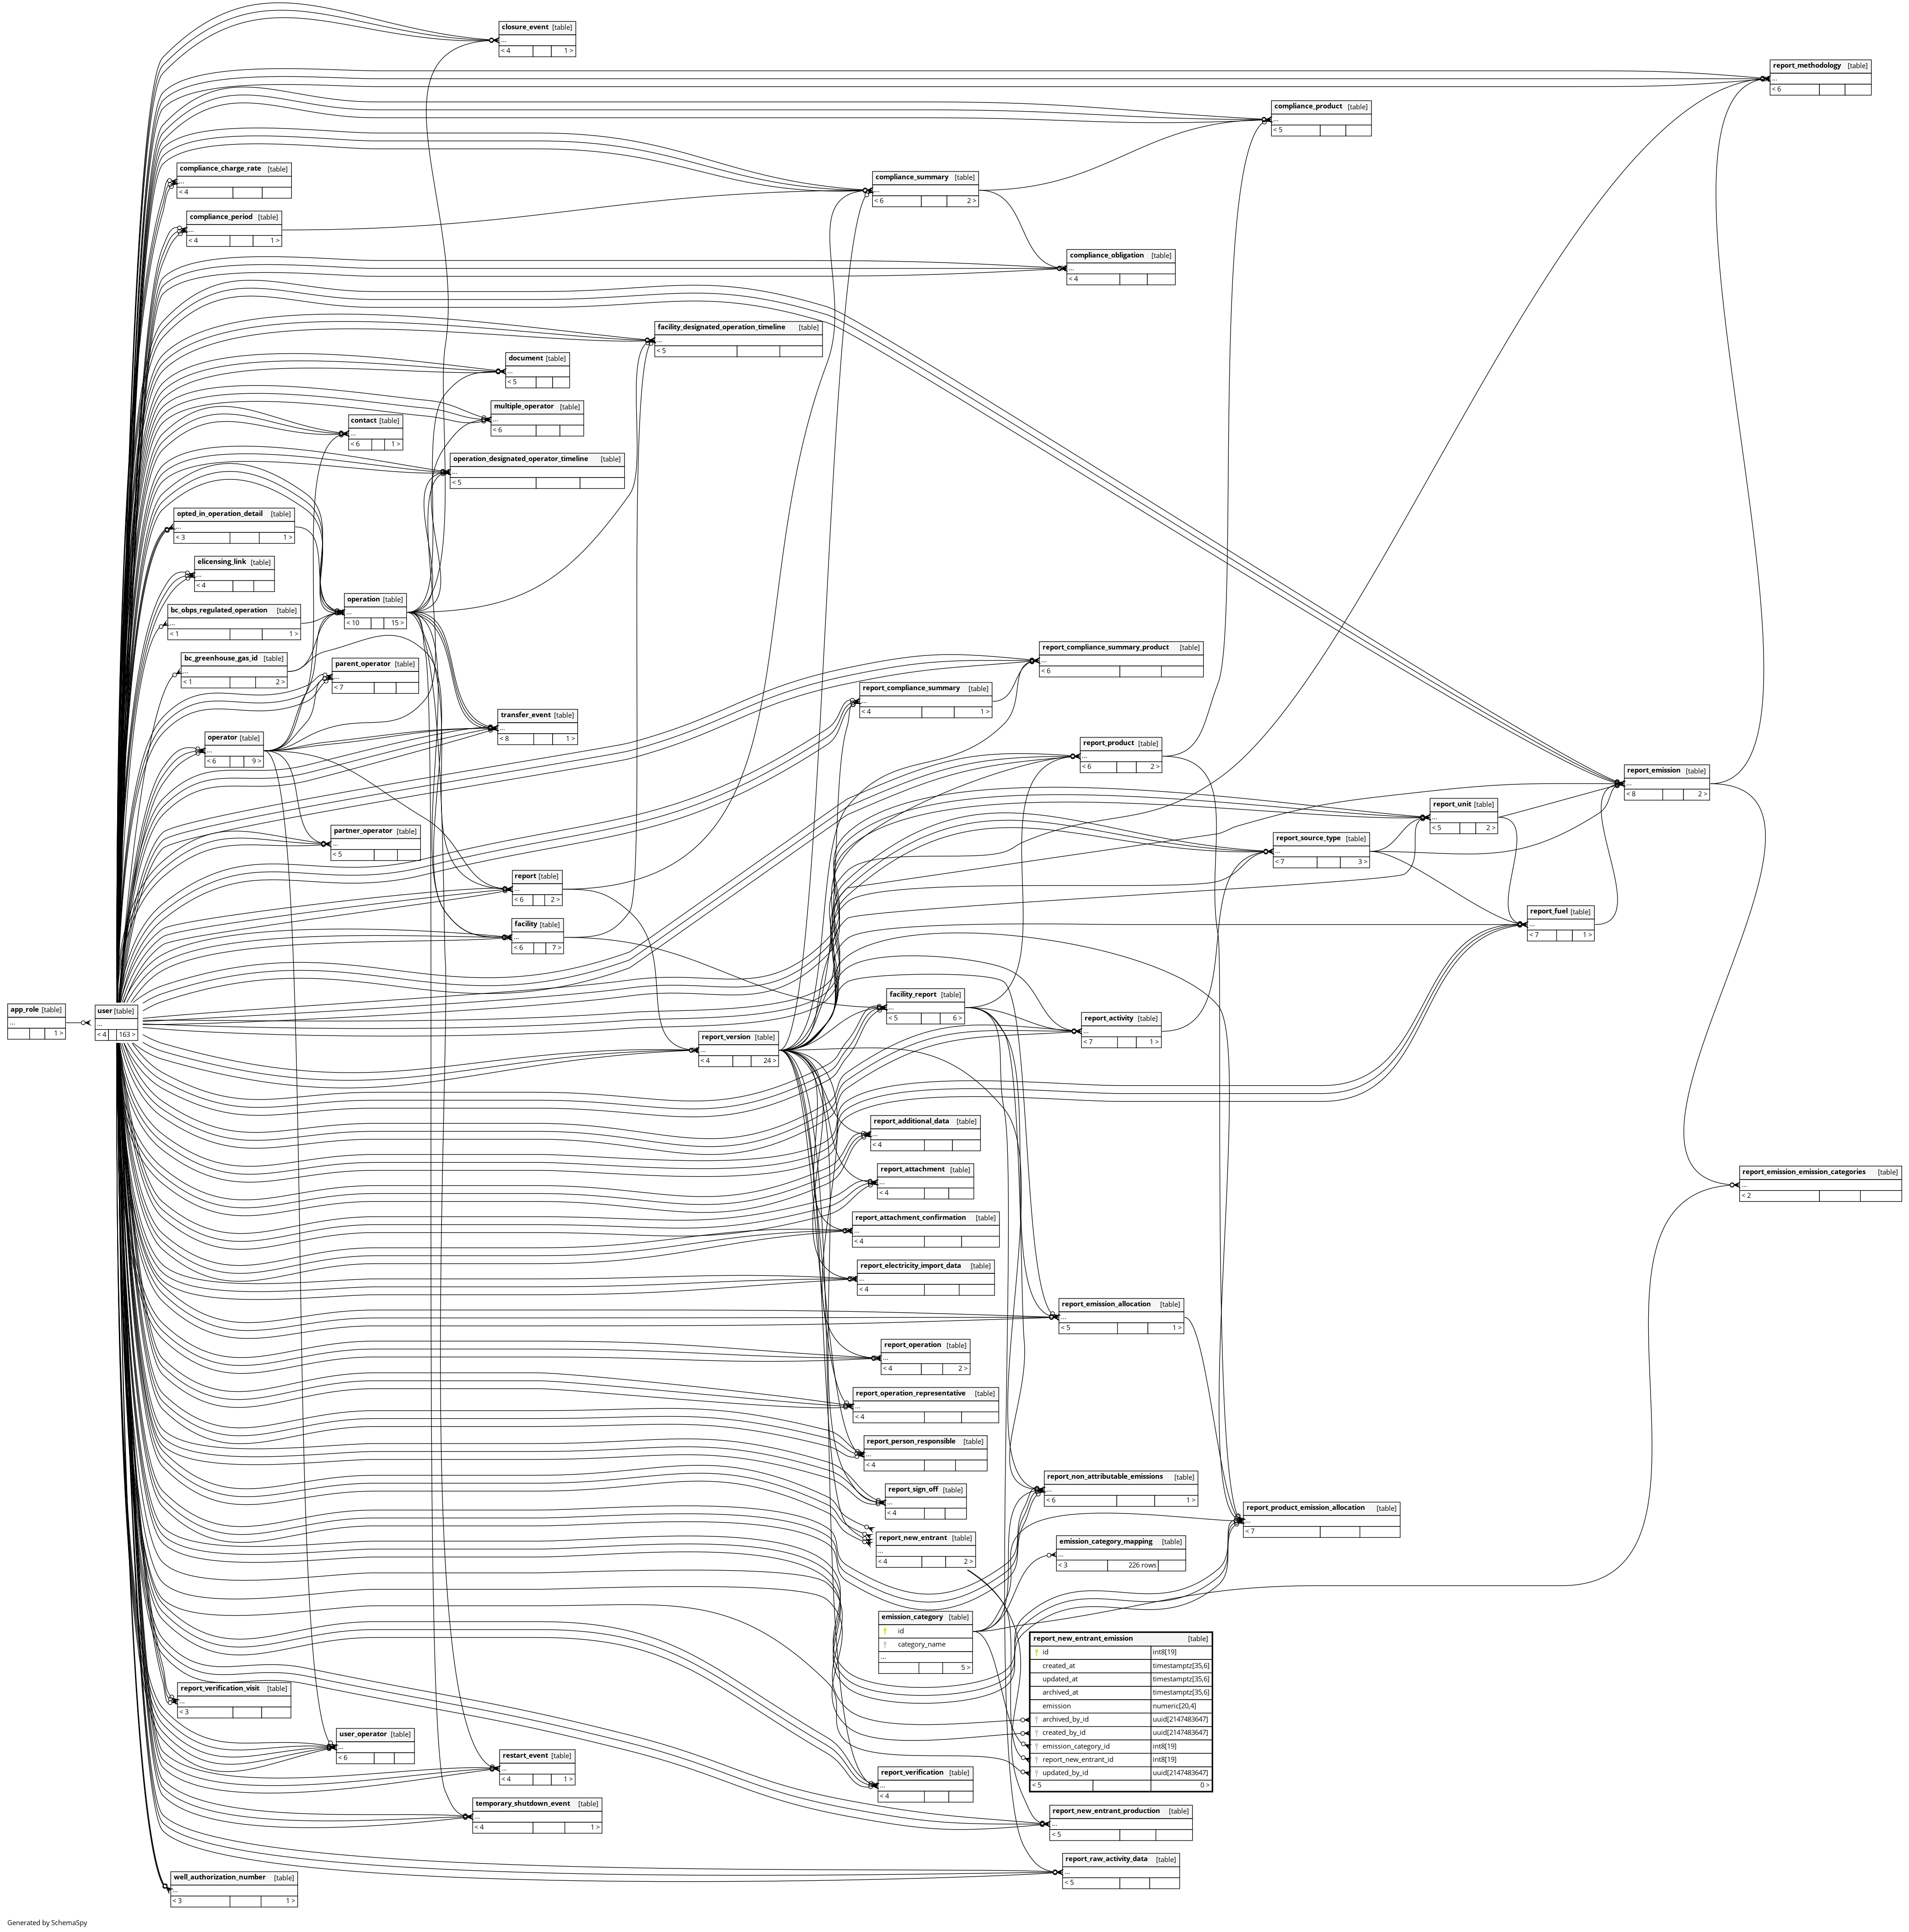 closure_event [table]
...
< 4 1 >
report_methodology [table]
...
< 6
compliance_product [table]
...
< 5
compliance_charge_rate [table]
...
< 4
compliance_summary [table]
...
< 6 2 >
compliance_period [table]
...
< 4 1 >
compliance_obligation [table]
...
< 4
facility_designated_operation_timeline [table]
...
< 5
document [table]
...
< 5
multiple_operator [table]
...
< 6
contact [table]
...
< 6 1 >
operation_designated_operator_timeline [table]
...
< 5
opted_in_operation_detail [table]
...
< 3 1 >
elicensing_link [table]
...
< 4
operation [table]
...
< 10 15 >
bc_obps_regulated_operation [table]
...
< 1 1 >
bc_greenhouse_gas_id [table]
...
< 1 2 >
parent_operator [table]
...
< 7
report_compliance_summary_product [table]
...
< 6
report_compliance_summary [table]
...
< 4 1 >
transfer_event [table]
...
< 8 1 >
operator [table]
...
< 6 9 >
report_product [table]
...
< 6 2 >
report_emission [table]
...
< 8 2 >
report_unit [table]
...
< 5 2 >
partner_operator [table]
...
< 5
report_source_type [table]
...
< 7 3 >
report [table]
...
< 6 2 >
report_fuel [table]
...
< 7 1 >
facility [table]
...
< 6 7 >
facility_report [table]
...
< 5 6 >
app_role [table]
...
1 >
user [table]
...
< 4 163 >
report_activity [table]
...
< 7 1 >
report_version [table]
...
< 4 24 >
report_additional_data [table]
...
< 4
report_attachment [table]
...
< 4
report_emission_emission_categories [table]
...
< 2
report_attachment_confirmation [table]
...
< 4
report_electricity_import_data [table]
...
< 4
report_emission_allocation [table]
...
< 5 1 >
report_operation [table]
...
< 4 2 >
report_operation_representative [table]
...
< 4
report_person_responsible [table]
...
< 4
report_non_attributable_emissions [table]
...
< 6 1 >
report_sign_off [table]
...
< 4
report_product_emission_allocation [table]
...
< 7
report_new_entrant [table]
...
< 4 2 >
emission_category_mapping [table]
...
< 3 226 rows
emission_category [table]
id
category_name
...
5 >
report_new_entrant_emission [table]
id int8[19]
created_at timestamptz[35,6]
updated_at timestamptz[35,6]
archived_at timestamptz[35,6]
emission numeric[20,4]
archived_by_id uuid[2147483647]
created_by_id uuid[2147483647]
emission_category_id int8[19]
report_new_entrant_id int8[19]
updated_by_id uuid[2147483647]
< 5 0 >
report_verification_visit [table]
...
< 3
user_operator [table]
...
< 6
restart_event [table]
...
< 4 1 >
report_verification [table]
...
< 4
temporary_shutdown_event [table]
...
< 4 1 >
report_new_entrant_production [table]
...
< 5
report_raw_activity_data [table]
...
< 5
well_authorization_number [table]
...
< 3 1 >
Generated by SchemaSpy